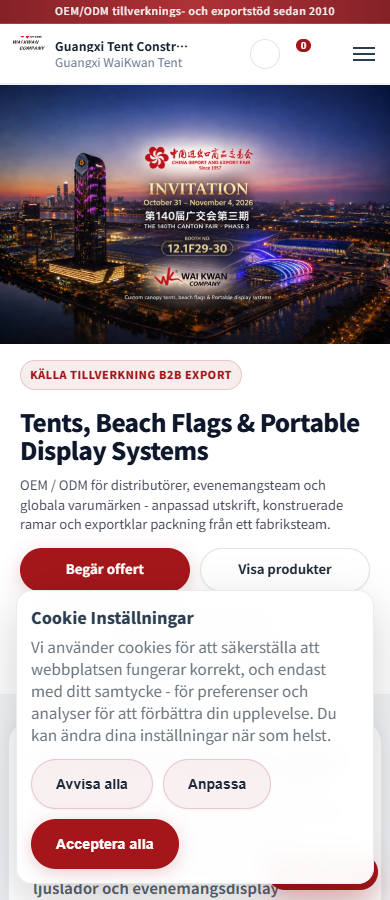 OEM/ODM tillverknings- och exportstöd sedan 2010
WAIKWAN
COMPANY
Guangxi Tent Constr···
Guangxi WaiKwan Tent
0
中国进出口商品交易会
CHINA IMPORT AND EXPORT FAIR
Since 1957
INVITATION
October 31 – November 4, 2026
第140届广交会第三期
THE 140TH CANTON FAIR · PHASE 3
BOOTH NO
12.1F29-30
WAI KWAN
COMPANY
Custom canopy tents, beach flags & Portable display systems
KÄLLA TILLVERKNING B2B EXPORT
Tents, Beach Flags & Portable
Display Systems
OEM / ODM för distributörer, evenemangsteam och
globala varumärken - anpassad utskrift, konstruerade
ramar och exportklar packning från ett fabriksteam.
Begär offert
Visa produkter
Cookie Inställningar
Vi använder cookies för att säkerställa att
webbplatsen fungerar korrekt, och endast
med ditt samtycke - för preferenser och
analyser för att förbättra din upplevelse. Du
kan ändra dina inställningar när som helst.
Avvisa alla
Anpassa
Acceptera alla
ljuslådor och evenemangsdisplay